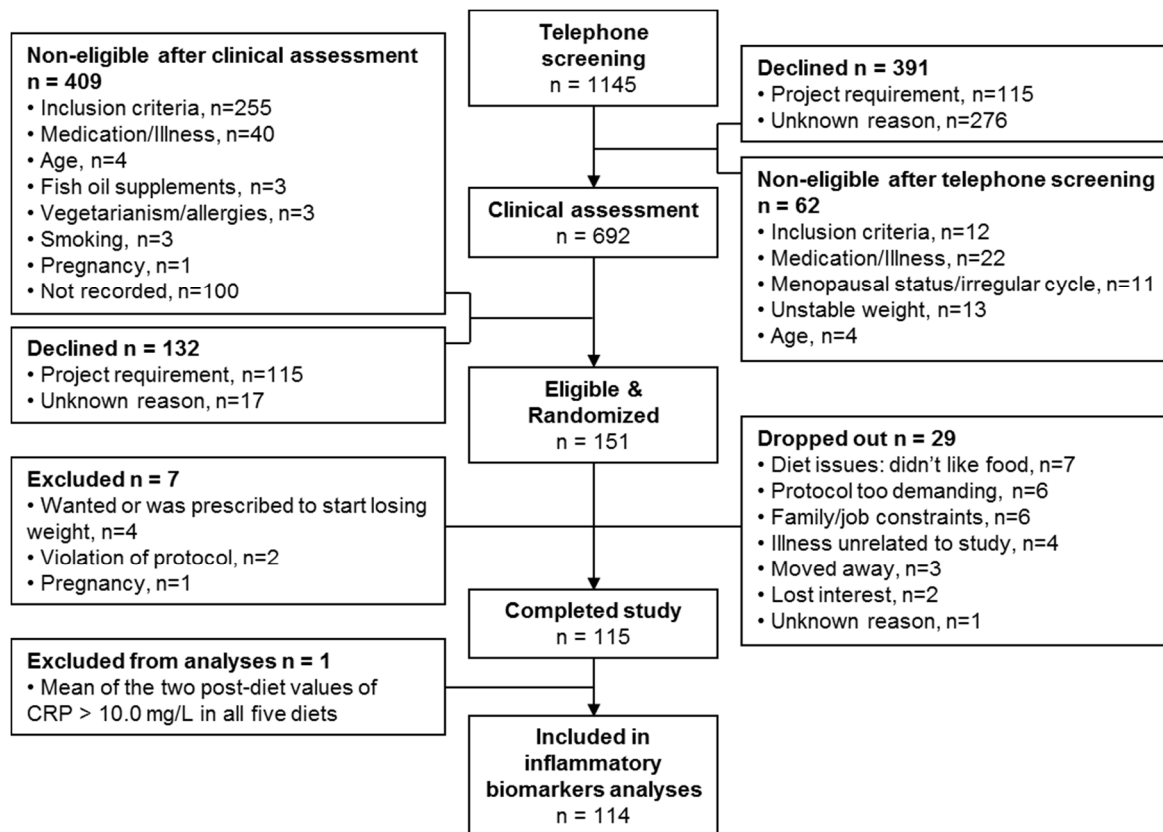 Telephone
screening
n = 1145
Non-eligible after clinical assessment
n = 409
• Inclusion criteria, n=255
• Medication/Illness, n=40
• Age, n=4
• Fish oil supplements, n=3
• Vegetarianism/allergies, n=3
• Smoking, n=3
• Pregnancy, n=1
• Not recorded, n=100
Declined n = 391
• Project requirement, n=115
• Unknown reason, n=276
Non-eligible after telephone screening
n = 62
• Inclusion criteria, n=12
• Medication/Illness, n=22
• Menopausal status/irregular cycle, n=11
• Unstable weight, n=13
• Age, n=4
Clinical assessment
n = 692
Declined n = 132
• Project requirement, n=115
• Unknown reason, n=17
Eligible &
Randomized
n = 151
Excluded n = 7
• Wanted or was prescribed to start losing
weight, n=4
• Violation of protocol, n=2
• Pregnancy, n=1
Dropped out n = 29
• Diet issues: didn’t like food, n=7
• Protocol too demanding, n=6
• Family/job constraints, n=6
• Illness unrelated to study, n=4
• Moved away, n=3
• Lost interest, n=2
• Unknown reason, n=1
Completed study
n = 115
Excluded from analyses n = 1
• Mean of the two post-diet values of
CRP > 10.0 mg/L in all five diets
Included in
inflammatory
biomarkers analyses
n = 114